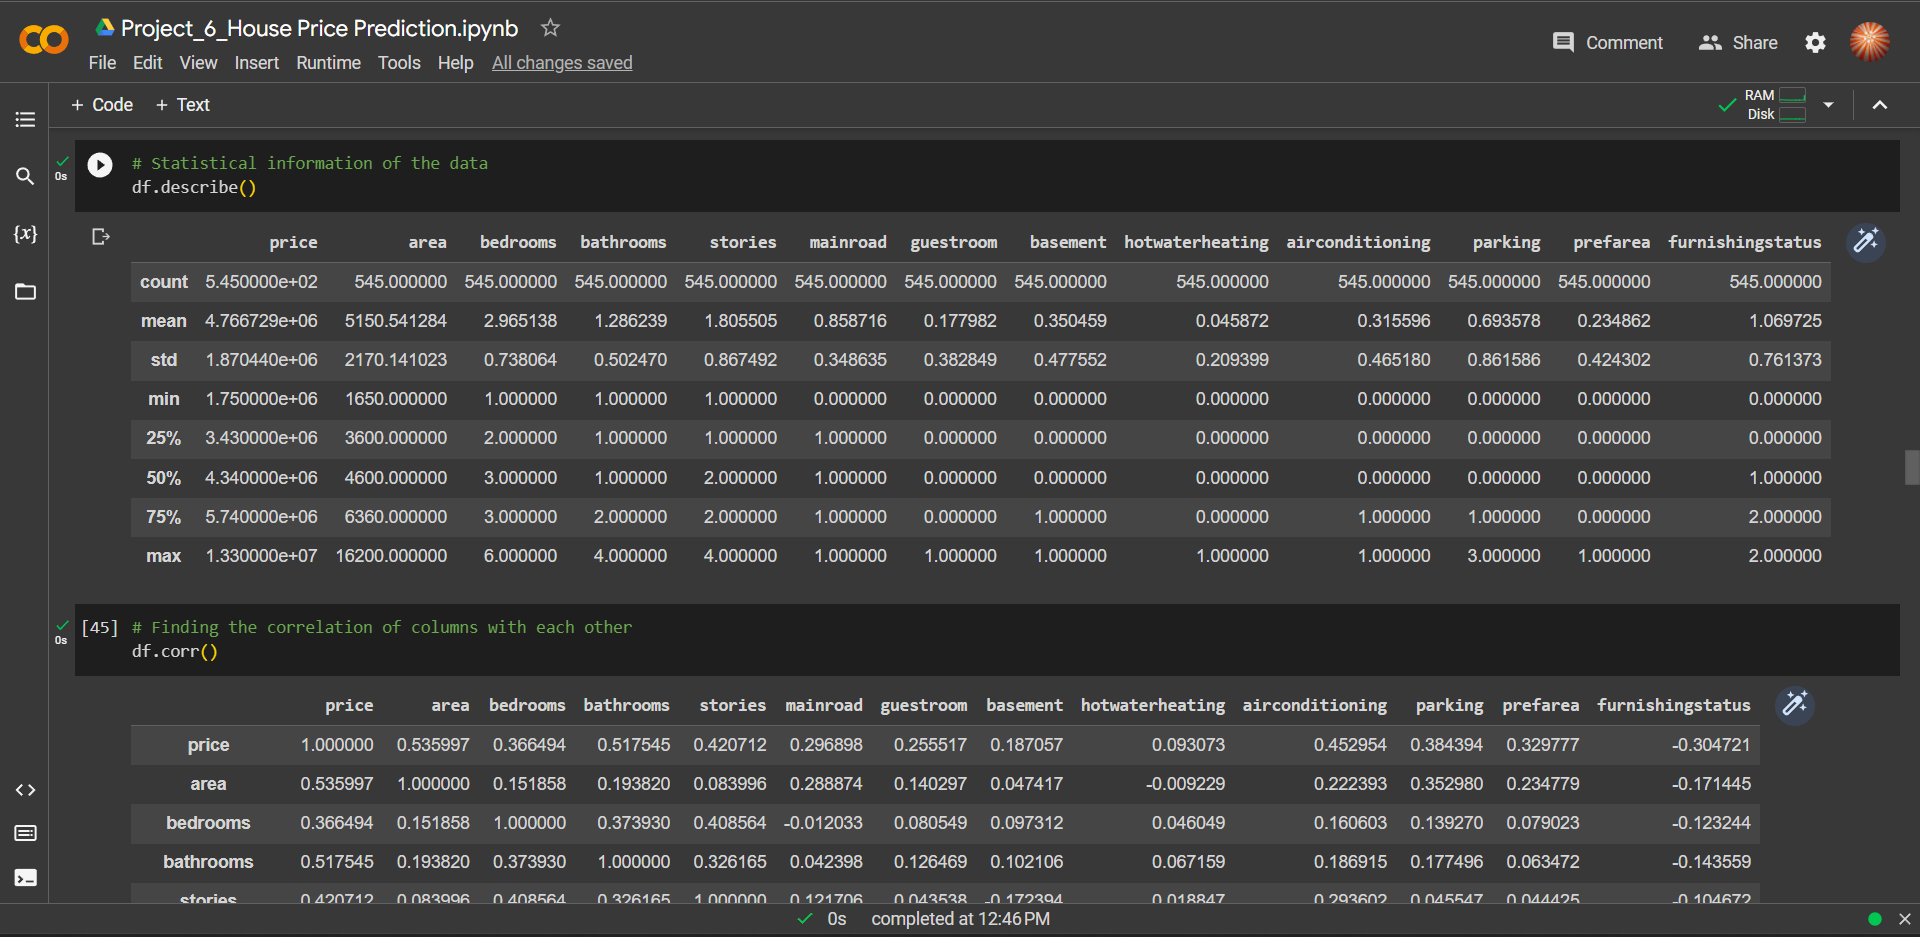 Project_6_House Price Prediction.ipynb
Comment
Share
File Edit View Insert Runtime Tools Help All changes saved
+ Code + Text
RAM
Disk
0s
# Statistical information of the data
df.describe()
{x}
price area bedrooms bathrooms stories mainroad guestroom basement hotwaterheating airconditioning parking prefarea furnishingstatus
count 5.450000e+02 545.000000 545.000000 545.000000 545.000000 545.000000 545.000000 545.000000 545.000000 545.000000 545.000000 545.000000 545.000000
mean 4.766729e+06 5150.541284 2.965138 1.286239 1.805505 0.858716 0.177982 0.350459 0.045872 0.315596 0.693578 0.234862 1.069725
std 1.870440e+06 2170.141023 0.738064 0.502470 0.867492 0.348635 0.382849 0.477552 0.209399 0.465180 0.861586 0.424302 0.761373
min 1.750000e+06 1650.000000 1.000000 1.000000 1.000000 0.000000 0.000000 0.000000 0.000000 0.000000 0.000000 0.000000 0.000000
25% 3.430000e+06 3600.000000 2.000000 1.000000 1.000000 1.000000 0.000000 0.000000 0.000000 0.000000 0.000000 0.000000 0.000000
50% 4.340000e+06 4600.000000 3.000000 1.000000 2.000000 1.000000 0.000000 0.000000 0.000000 0.000000 0.000000 0.000000 1.000000
75% 5.740000e+06 6360.000000 3.000000 2.000000 2.000000 1.000000 0.000000 1.000000 0.000000 1.000000 1.000000 0.000000 2.000000
max 1.330000e+07 16200.000000 6.000000 4.000000 4.000000 1.000000 1.000000 1.000000 1.000000 1.000000 3.000000 1.000000 2.000000
0s
[45] # Finding the correlation of columns with each other
df.corr()
price area bedrooms bathrooms stories mainroad guestroom basement hotwaterheating airconditioning parking prefarea furnishingstatus
price 1.000000 0.535997 0.366494 0.517545 0.420712 0.296898 0.255517 0.187057 0.093073 0.452954 0.384394 0.329777 -0.304721
area 0.535997 1.000000 0.151858 0.193820 0.083996 0.288874 0.140297 0.047417 -0.009229 0.222393 0.352980 0.234779 -0.171445
bedrooms 0.366494 0.151858 1.000000 0.373930 0.408564 -0.012033 0.080549 0.097312 0.046049 0.160603 0.139270 0.079023 -0.123244
bathrooms 0.517545 0.193820 0.373930 1.000000 0.326165 0.042398 0.126469 0.102106 0.067159 0.186915 0.177496 0.063472 -0.143559
stories 0.420712 0.083996 0.408564 0.326165 1.000000 0.121706 0.043538 -0.172394 0.018847 0.293602 0.045547 0.044425 -0.104672
0s completed at 12:46 PM